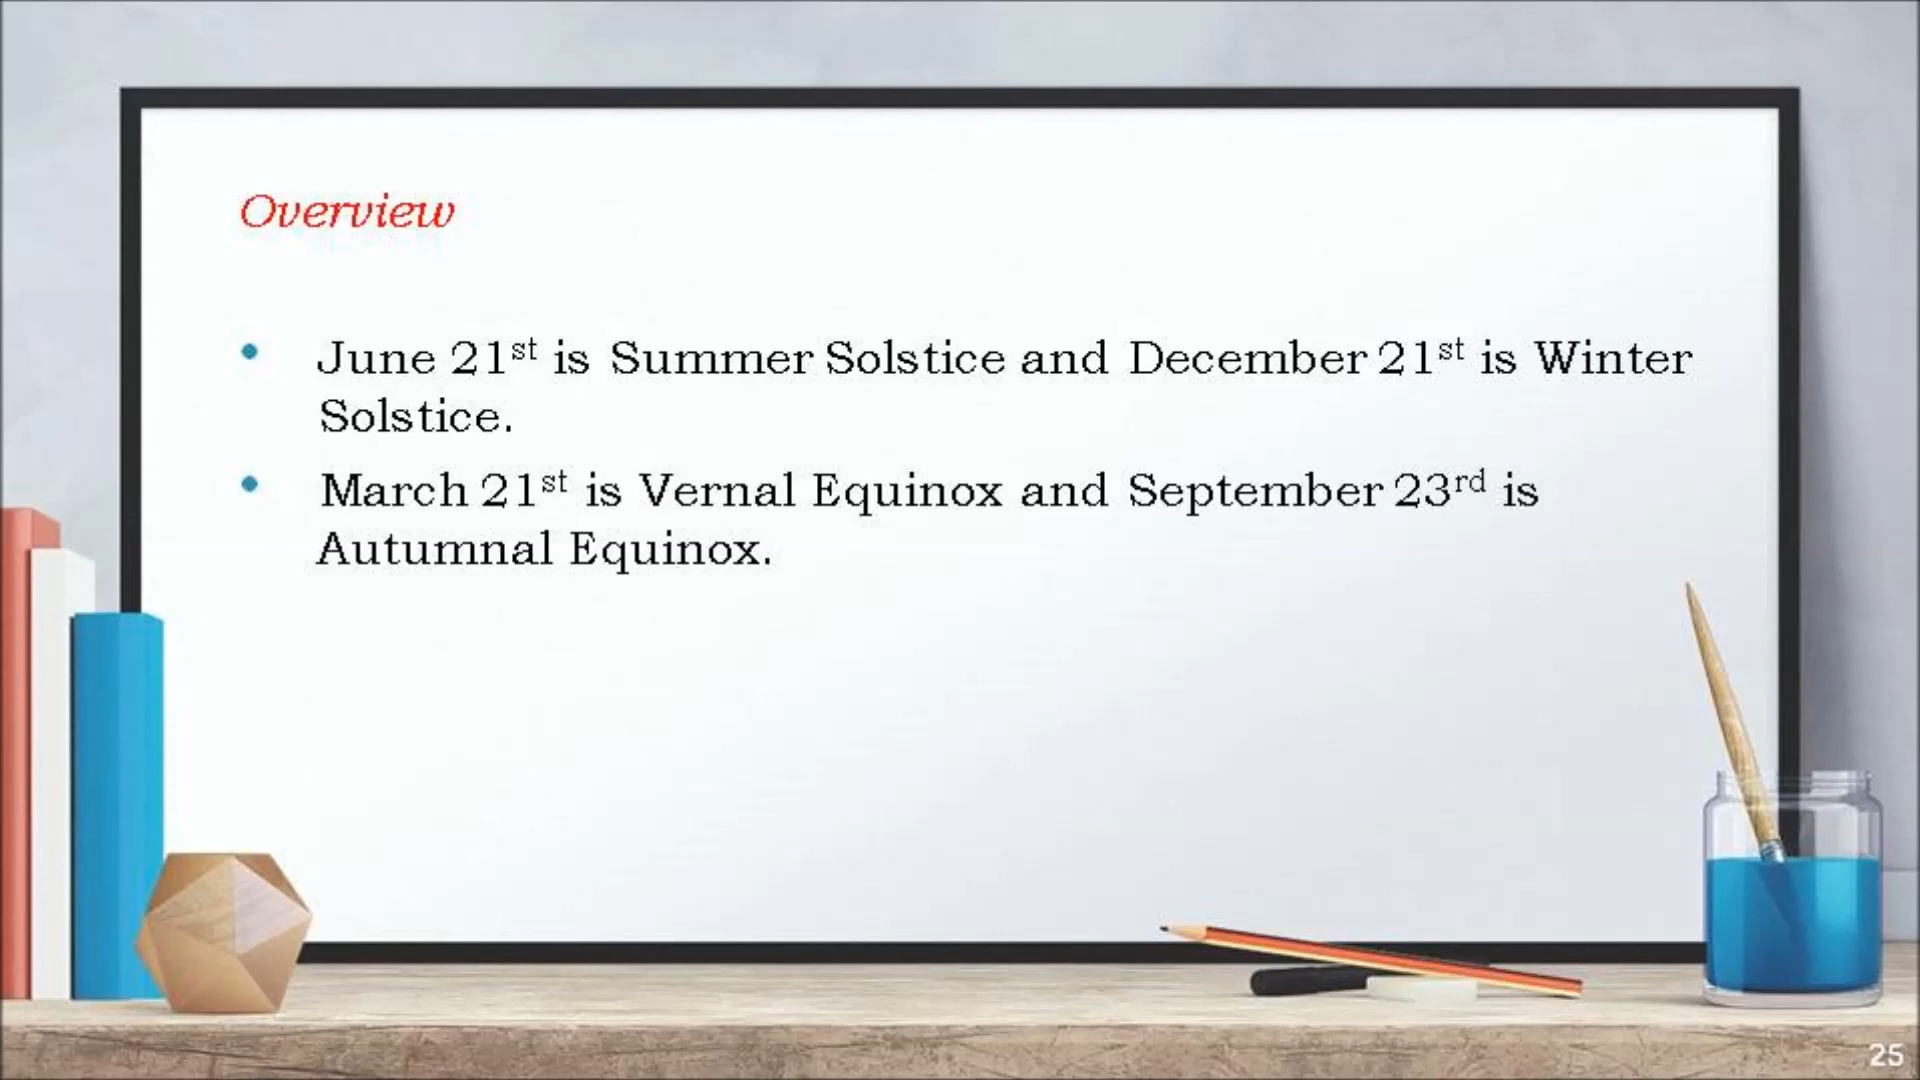 Overview
• June 21st is Summer Solstice and December 21st is Winter
Solstice.
• March 21st is Vernal Equinox and September 23rd is
Autumnal Equinox.
25